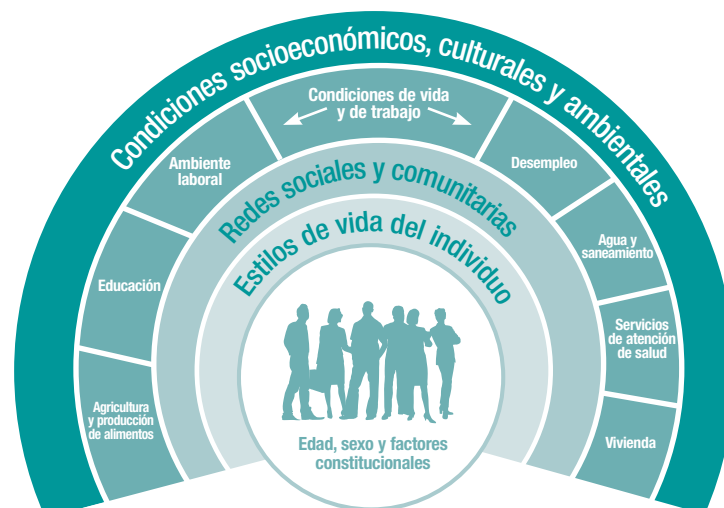 Condiciones socioeconómicos, culturales y ambientales
Condiciones de vida
y de trabajo
Ambiente
laboral
Desempleo
Redes sociales y comunitarias
Educación
Agua y
saneamiento
Estilos de vida del individuo
Agricultura
y producción
de alimentos
Servicios
de atención
de salud
Vivienda
Edad, sexo y factores
constitucionales